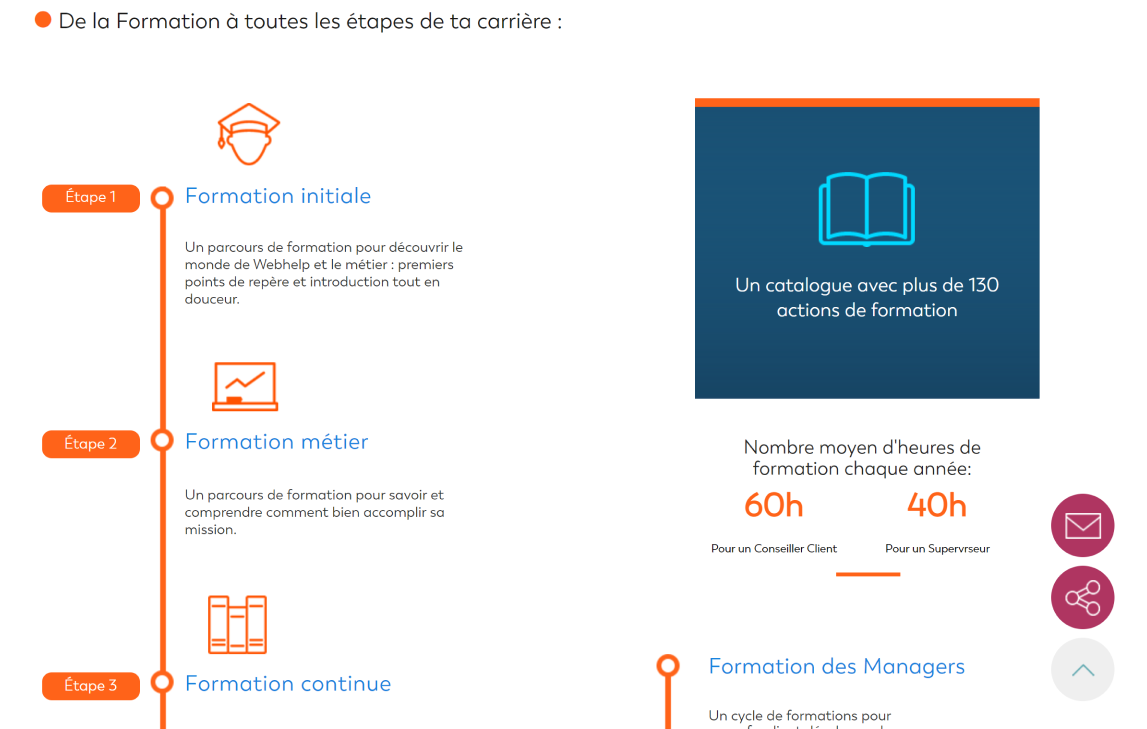 De la Formation à toutes les étapes de ta carrière :
Étape 1
Formation initiale
Un parcours de formation pour découvrir le
monde de Webhelp et le métier : premiers
points de repère et introduction tout en
douceur.
Étape 2
Formation métier
Un parcours de formation pour savoir et
comprendre comment bien accomplir sa
mission.
Étape 3
Formation continue
Un catalogue avec plus de 130
actions de formation
Nombre moyen d'heures de
formation chaque année:
60h
40h
Pour un Conseiller Client
Pour un Supervrseur
Formation des Managers
Un cycle de formations pour